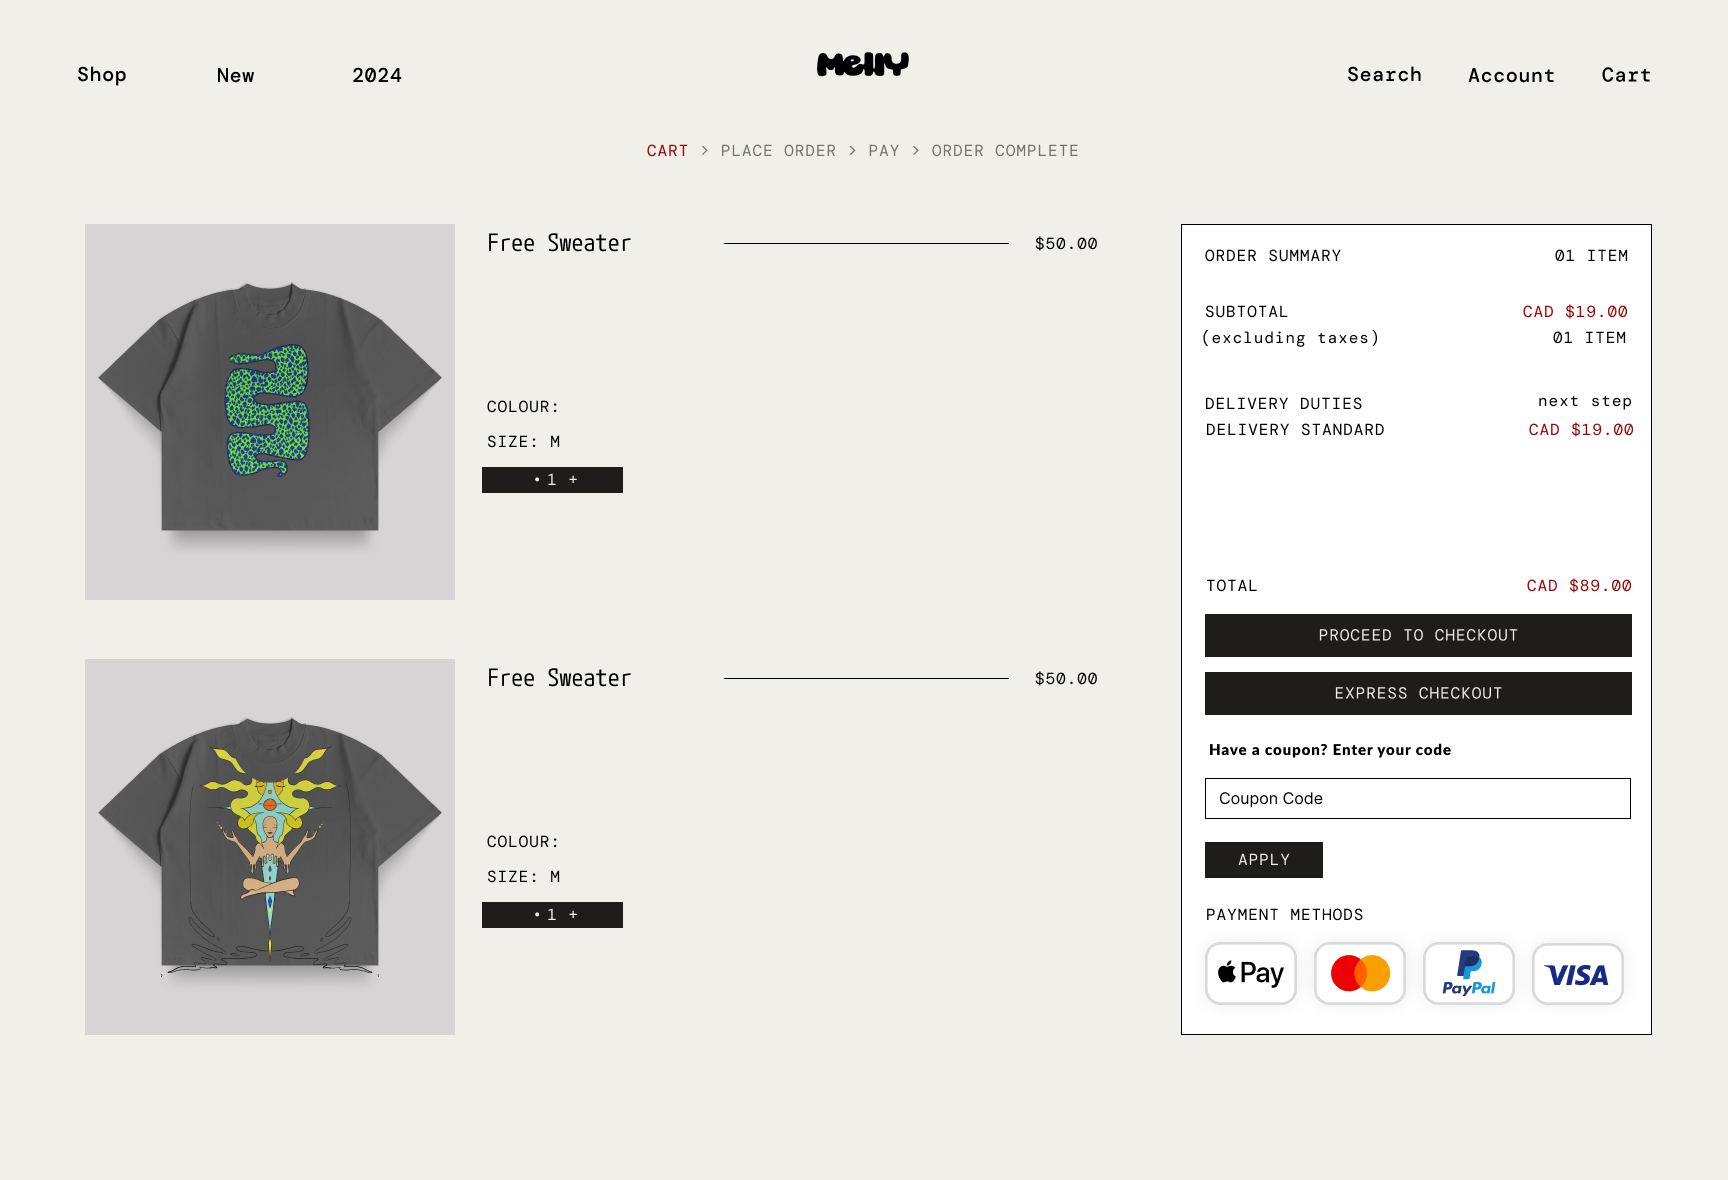 Shop New 2024 Melly Search Account Cart
CART > PLACE ORDER > PAY > ORDER COMPLETE
Free Sweater $50.00
COLOUR:
SIZE: M
• 1 +
Free Sweater $50.00
COLOUR:
SIZE: M
• 1 +
ORDER SUMMARY 01 ITEM
SUBTOTAL CAD $19.00
(excluding taxes) 01 ITEM
DELIVERY DUTIES next step
DELIVERY STANDARD CAD $19.00
TOTAL CAD $89.00
PROCEED TO CHECKOUT
EXPRESS CHECKOUT
Have a coupon? Enter your code
Coupon Code
APPLY
PAYMENT METHODS
Pay PayPal VISA